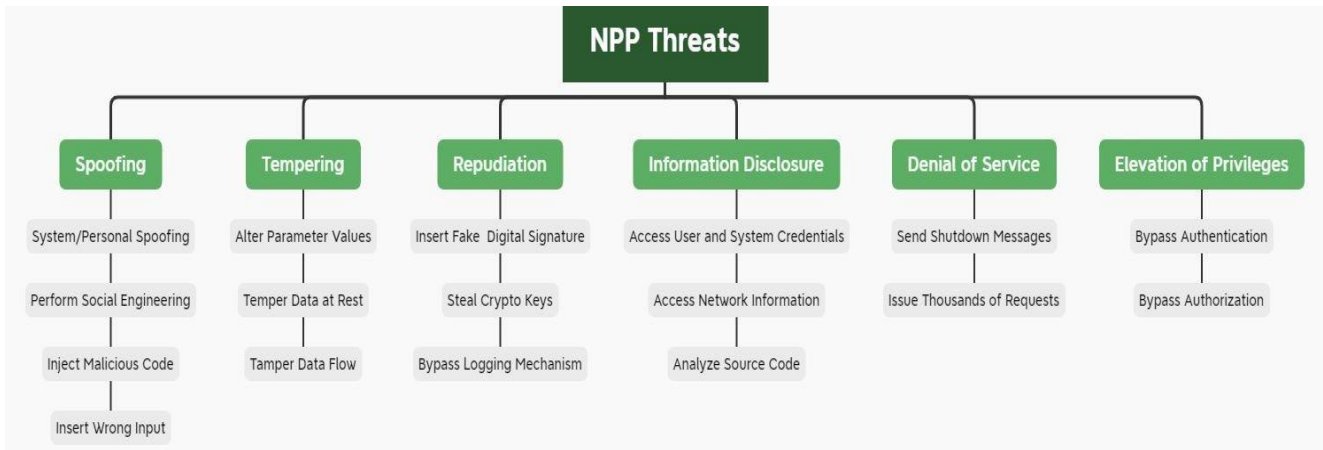 NPP Threats
Spoofing
System/Personal Spoofing
Perform Social Engineering
Inject Malicious Code
Insert Wrong Input
Tempering
Alter Parameter Values
Temper Data at Rest
Tamper Data Flow
Repudiation
Insert Fake Digital Signature
Steal Crypto Keys
Bypass Logging Mechanism
Information Disclosure
Access User and System Credentials
Access Network Information
Analyze Source Code
Denial of Service
Send Shutdown Messages
Issue Thousands of Requests
Elevation of Privileges
Bypass Authentication
Bypass Authorization